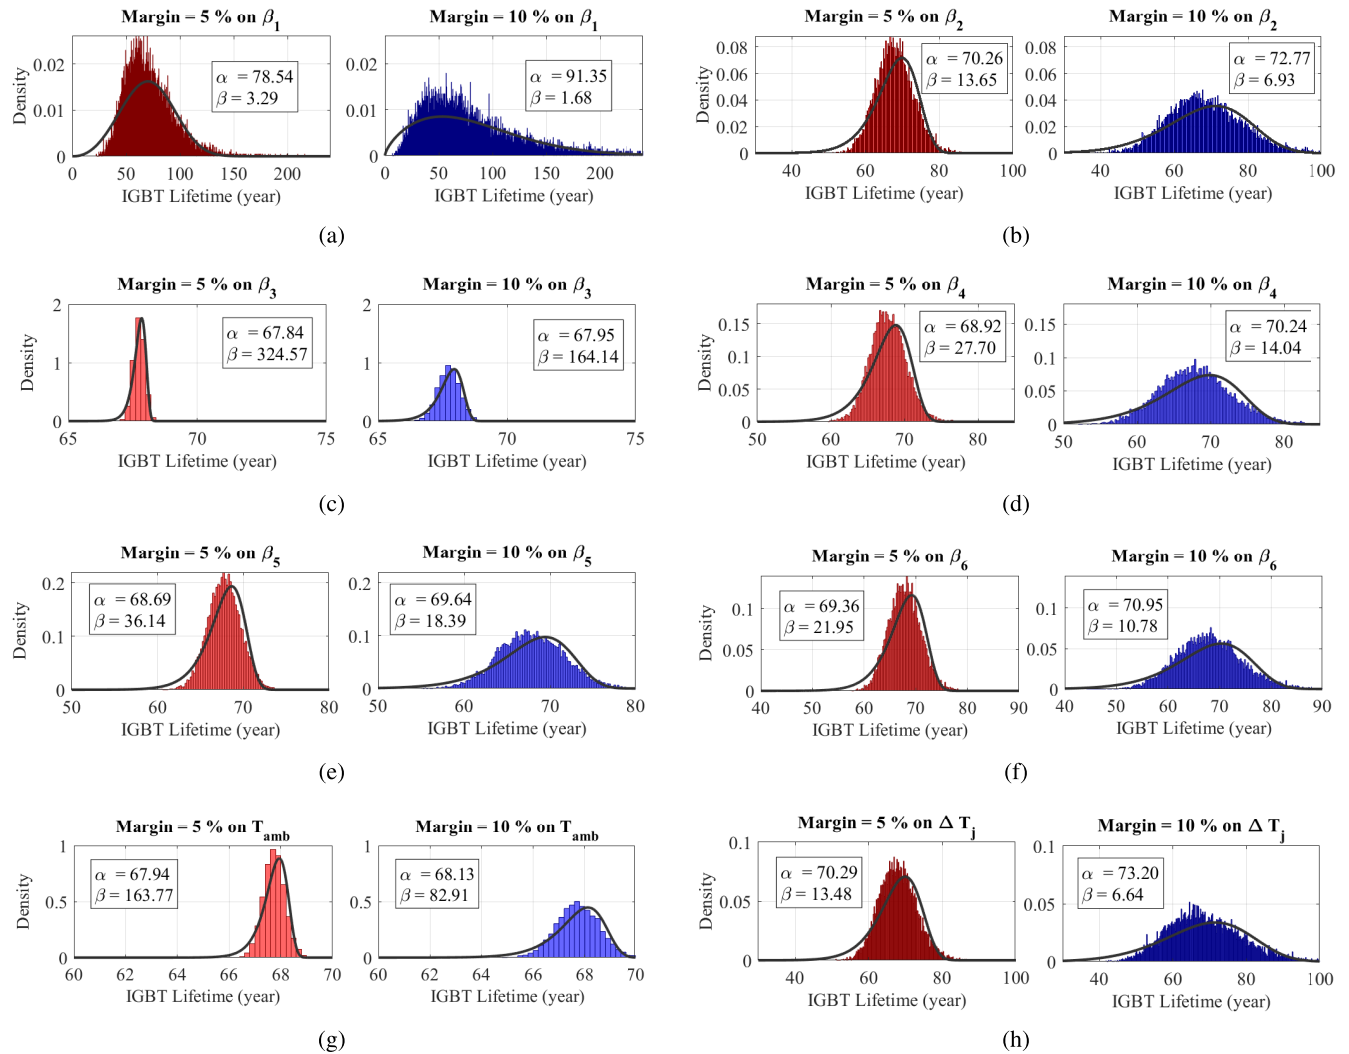 Margin = 5 % on β1
Density
0.02
0.01
0
α = 78.54
β = 3.29
0 50 100 150 200
IGBT Lifetime (year)
Margin = 10 % on β1
0.02
0.01
0
α = 91.35
β = 1.68
0 50 100 150 200
IGBT Lifetime (year)
(a)
Margin = 5 % on β2
Density
0.08
0.06
0.04
0.02
0
α = 70.26
β = 13.65
40 60 80 100
IGBT Lifetime (year)
Margin = 10 % on β2
0.08
0.06
0.04
0.02
0
α = 72.77
β = 6.93
40 60 80 100
IGBT Lifetime (year)
(b)
Margin = 5 % on β3
Density
2
1
0
α = 67.84
β = 324.57
65 70 75
IGBT Lifetime (year)
Margin = 10 % on β3
2
1
0
α = 67.95
β = 164.14
65 70 75
IGBT Lifetime (year)
(c)
Margin = 5 % on β4
Density
0.15
0.1
0.05
0
α = 68.92
β = 27.70
50 60 70 80
IGBT Lifetime (year)
Margin = 10 % on β4
0.15
0.1
0.05
0
α = 70.24
β = 14.04
50 60 70 80
IGBT Lifetime (year)
(d)
Margin = 5 % on β5
Density
0.2
0.1
0
α = 68.69
β = 36.14
50 60 70 80
IGBT Lifetime (year)
Margin = 10 % on β5
0.2
0.1
0
α = 69.64
β = 18.39
50 60 70 80
IGBT Lifetime (year)
(e)
Margin = 5 % on β6
Density
0.1
0.05
0
α = 69.36
β = 21.95
40 50 60 70 80 90
IGBT Lifetime (year)
Margin = 10 % on β6
0.1
0.05
0
α = 70.95
β = 10.78
40 50 60 70 80 90
IGBT Lifetime (year)
(f)
Margin = 5 % on Tamb
Density
1
0.5
0
α = 67.94
β = 163.77
60 62 64 66 68 70
IGBT Lifetime (year)
Margin = 10 % on Tamb
1
0.5
0
α = 68.13
β = 82.91
60 62 64 66 68 70
IGBT Lifetime (year)
(g)
Margin = 5 % on Δ Tj
Density
0.1
0.05
0
α = 70.29
β = 13.48
40 60 80 100
IGBT Lifetime (year)
Margin = 10 % on Δ Tj
0.1
0.05
0
α = 73.20
β = 6.64
40 60 80 100
IGBT Lifetime (year)
(h)